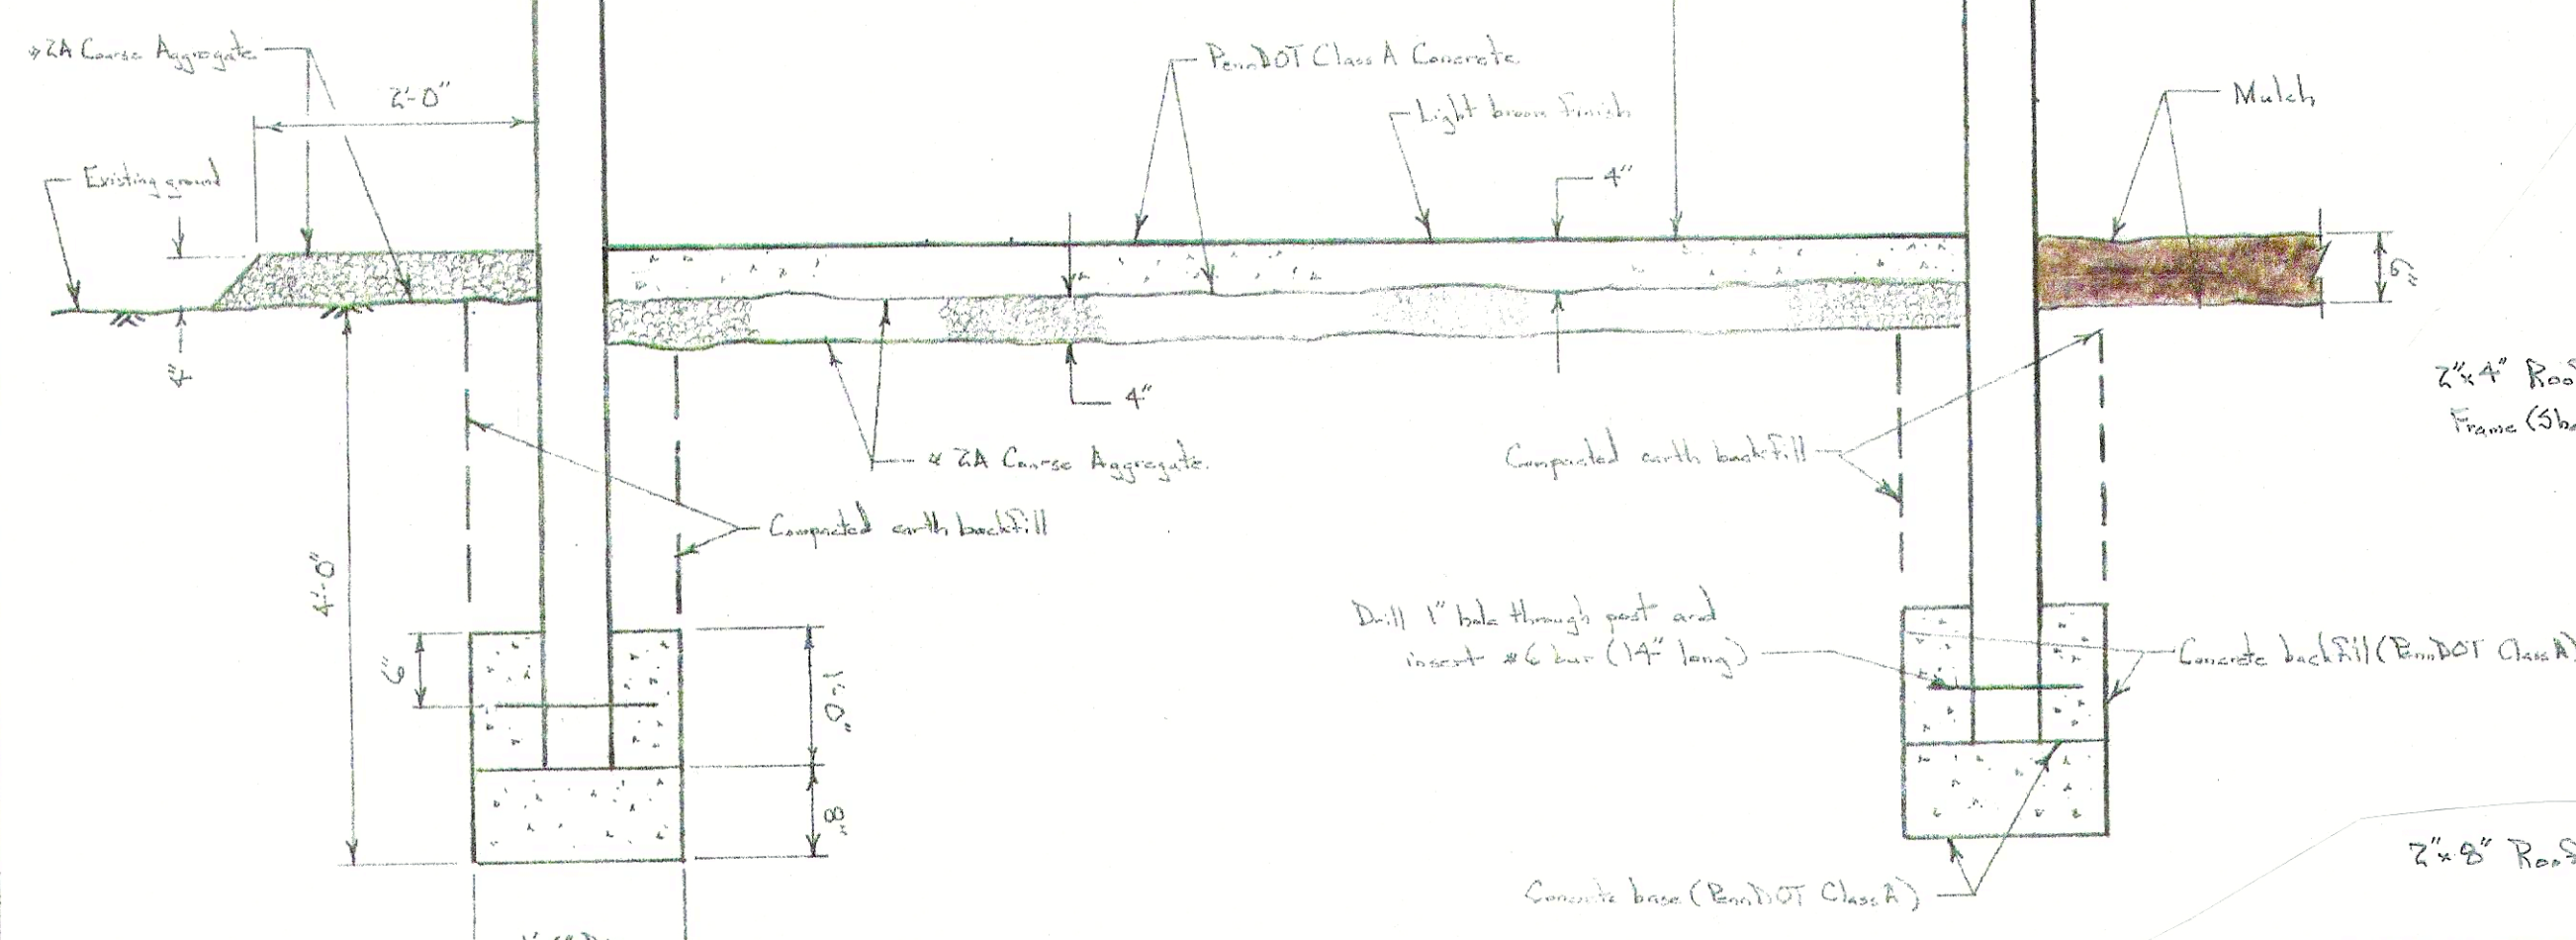 *2A Coarse Aggregate
2'-0"
PennDOT Class A Concrete
Light broom finish
Mulch
Existing ground
4"
6"
4"
4"
* 2A Coarse Aggregate.
Compacted earth backfill
Compacted earth backfill
2"x4"
Frame
4'-0"
6"
1'-0"
8"
Drill 1" hole through post and
insert #6 bar (14" long)
Concrete backfill (PennDOT Class A)
Concrete base (PennDOT Class A)
2"x8"